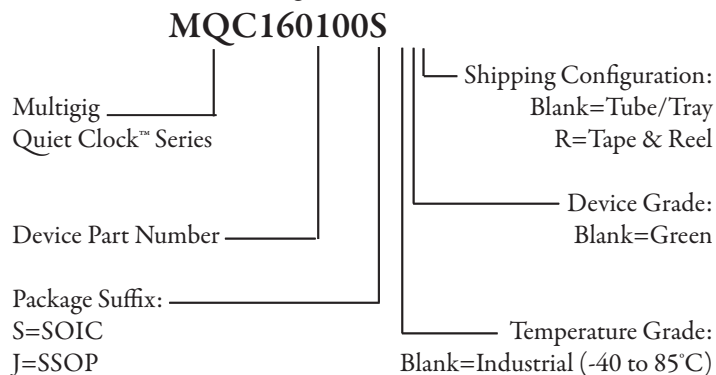 MQC160100S
Multigig
Quiet Clock™ Series
Device Part Number
Package Suffix:
S=SOIC
J=SSOP
Shipping Configuration:
Blank=Tube/Tray
R=Tape & Reel
Device Grade:
Blank=Green
Temperature Grade:
Blank=Industrial (-40 to 85°C)